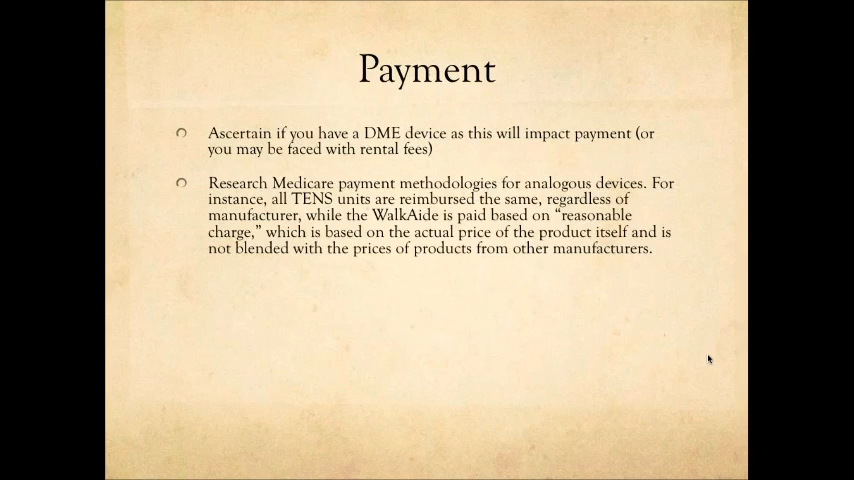 Payment
Ascertain if you have a DME device as this will impact payment (or
you may be faced with rental fees)
Research Medicare payment methodologies for analogous devices. For
instance, all TENS units are reimbursed the same, regardless of
manufacturer, while the WalkAide is paid based on “reasonable
charge,” which is based on the actual price of the product itself and is
not blended with the prices of products from other manufacturers.